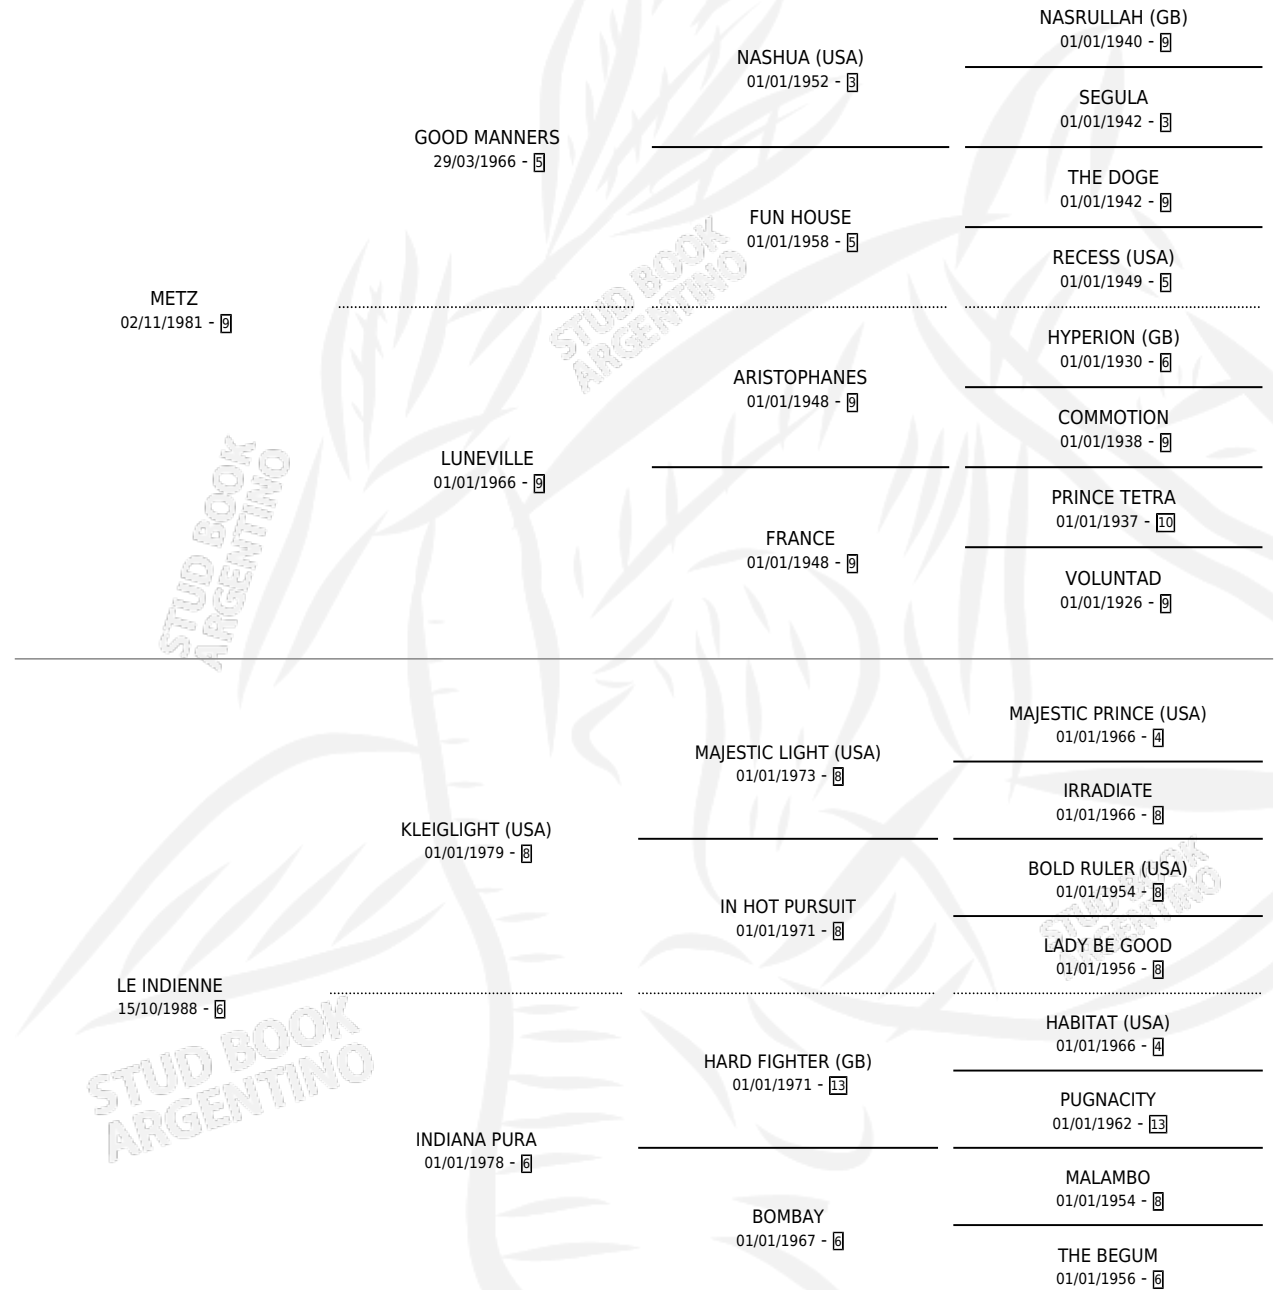 NASRULLAH (GB)
01/01/1940 - 9
NASHUA (USA)
01/01/1952 - 3
SEGULA
01/01/1942 - 3
GOOD MANNERS
29/03/1966 - 5
THE DOGE
01/01/1942 - 9
FUN HOUSE
01/01/1958 - 5
RECESS (USA)
01/01/1949 - 5
METZ
02/11/1981 - 9
HYPERION (GB)
01/01/1930 - 6
ARISTOPHANES
01/01/1948 - 9
COMMOTION
01/01/1938 - 9
LUNEVILLE
01/01/1966 - 9
PRINCE TETRA
01/01/1937 - 10
FRANCE
01/01/1948 - 9
VOLUNTAD
01/01/1926 - 9
STUD BOOK
ARGENTINO
STUD BOOK
ARGENTINO
MAJESTIC PRINCE (USA)
01/01/1966 - 4
MAJESTIC LIGHT (USA)
01/01/1973 - 8
IRRADIATE
01/01/1966 - 8
KLEIGLIGHT (USA)
01/01/1979 - 8
BOLD RULER (USA)
01/01/1954 - 8
IN HOT PURSUIT
01/01/1971 - 8
LADY BE GOOD
01/01/1956 - 8
LE INDIENNE
15/10/1988 - 6
HABITAT (USA)
01/01/1966 - 4
HARD FIGHTER (GB)
01/01/1971 - 13
PUGNACITY
01/01/1962 - 13
INDIANA PURA
01/01/1978 - 6
MALAMBO
01/01/1954 - 8
BOMBAY
01/01/1967 - 6
THE BEGUM
01/01/1956 - 6
STUD BOOK
ARGENTINO
STUD BOOK
ARGENTINO